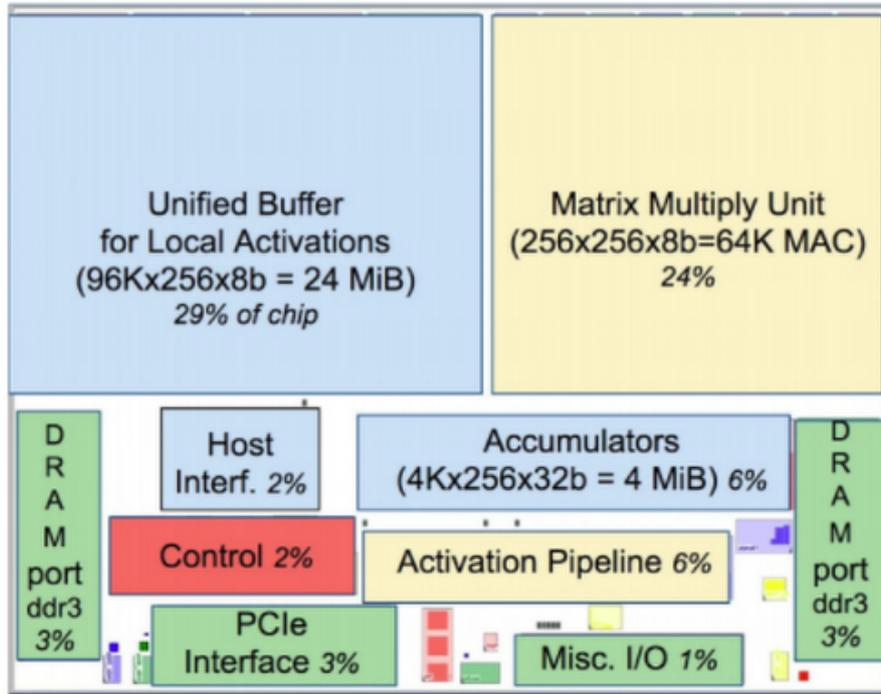 Unified Buffer
for Local Activations
(96Kx256x8b = 24 MiB)
29% of chip
Matrix Multiply Unit
(256x256x8b=64K MAC)
24%
D
R
A
M
port
ddr3
3%
Host
Interf. 2%
Accumulators
(4Kx256x32b = 4 MiB) 6%
Control 2%
Activation Pipeline 6%
PCIe
Interface 3%
Misc. I/O 1%
D
R
A
M
port
ddr3
3%